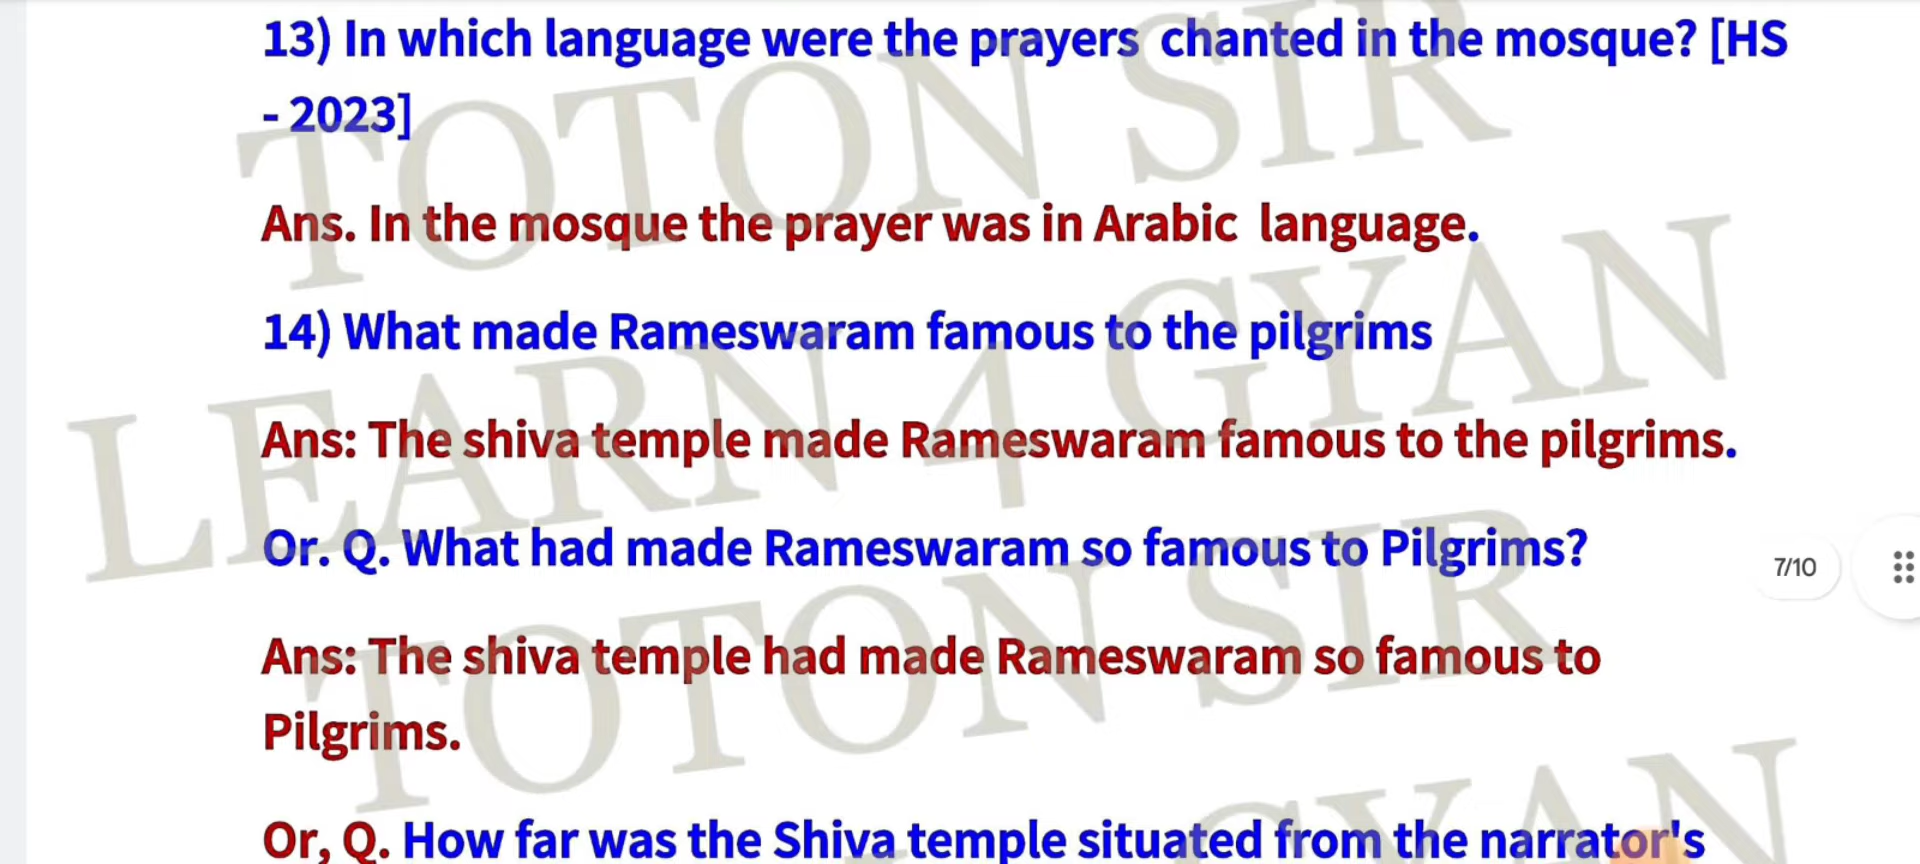 13) In which language were the prayers chanted in the mosque? [HS
- 2023]
Ans. In the mosque the prayer was in Arabic language.
14) What made Rameswaram famous to the pilgrims
Ans: The shiva temple made Rameswaram famous to the pilgrims.
Or. Q. What had made Rameswaram so famous to Pilgrims?
7/10
Ans: The shiva temple had made Rameswaram so famous to
Pilgrims.
Or, Q. How far was the Shiva temple situated from the narrator's
TOTON SIR
LEARN 4 GYAN
TOTON SIR
GYAN